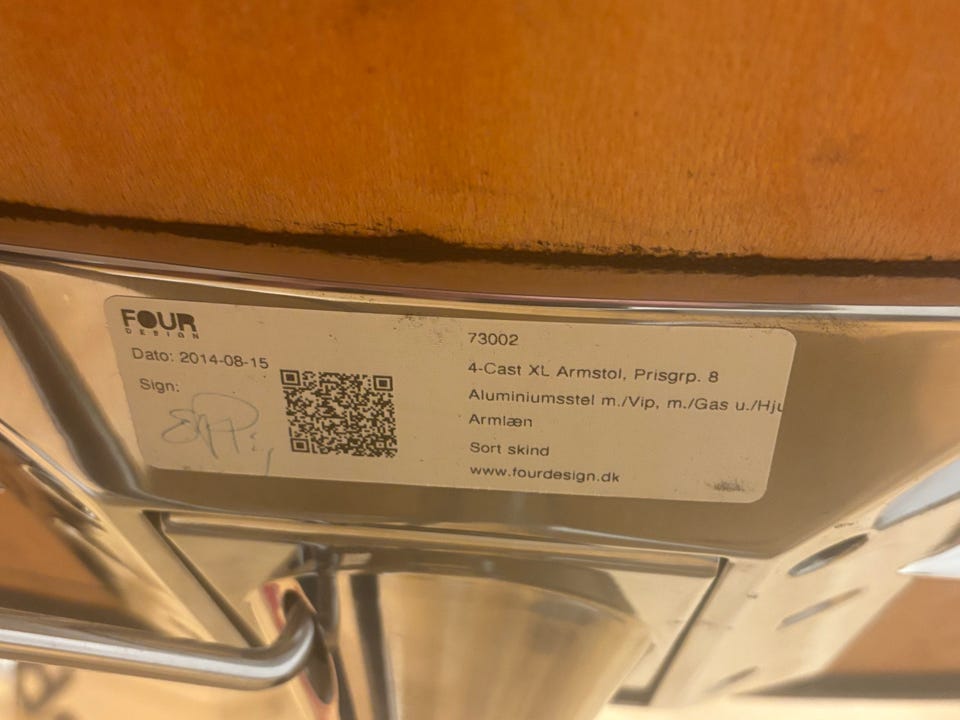 FOUR
DESIGN
Dato: 2014-08-15
Sign:
73002
4-Cast XL Armstol, Prisgrp. 8
Aluminiumsstel m./Vip, m./Gas u./Hju
Armlæn
Sort skind
www.fourdesign.dk